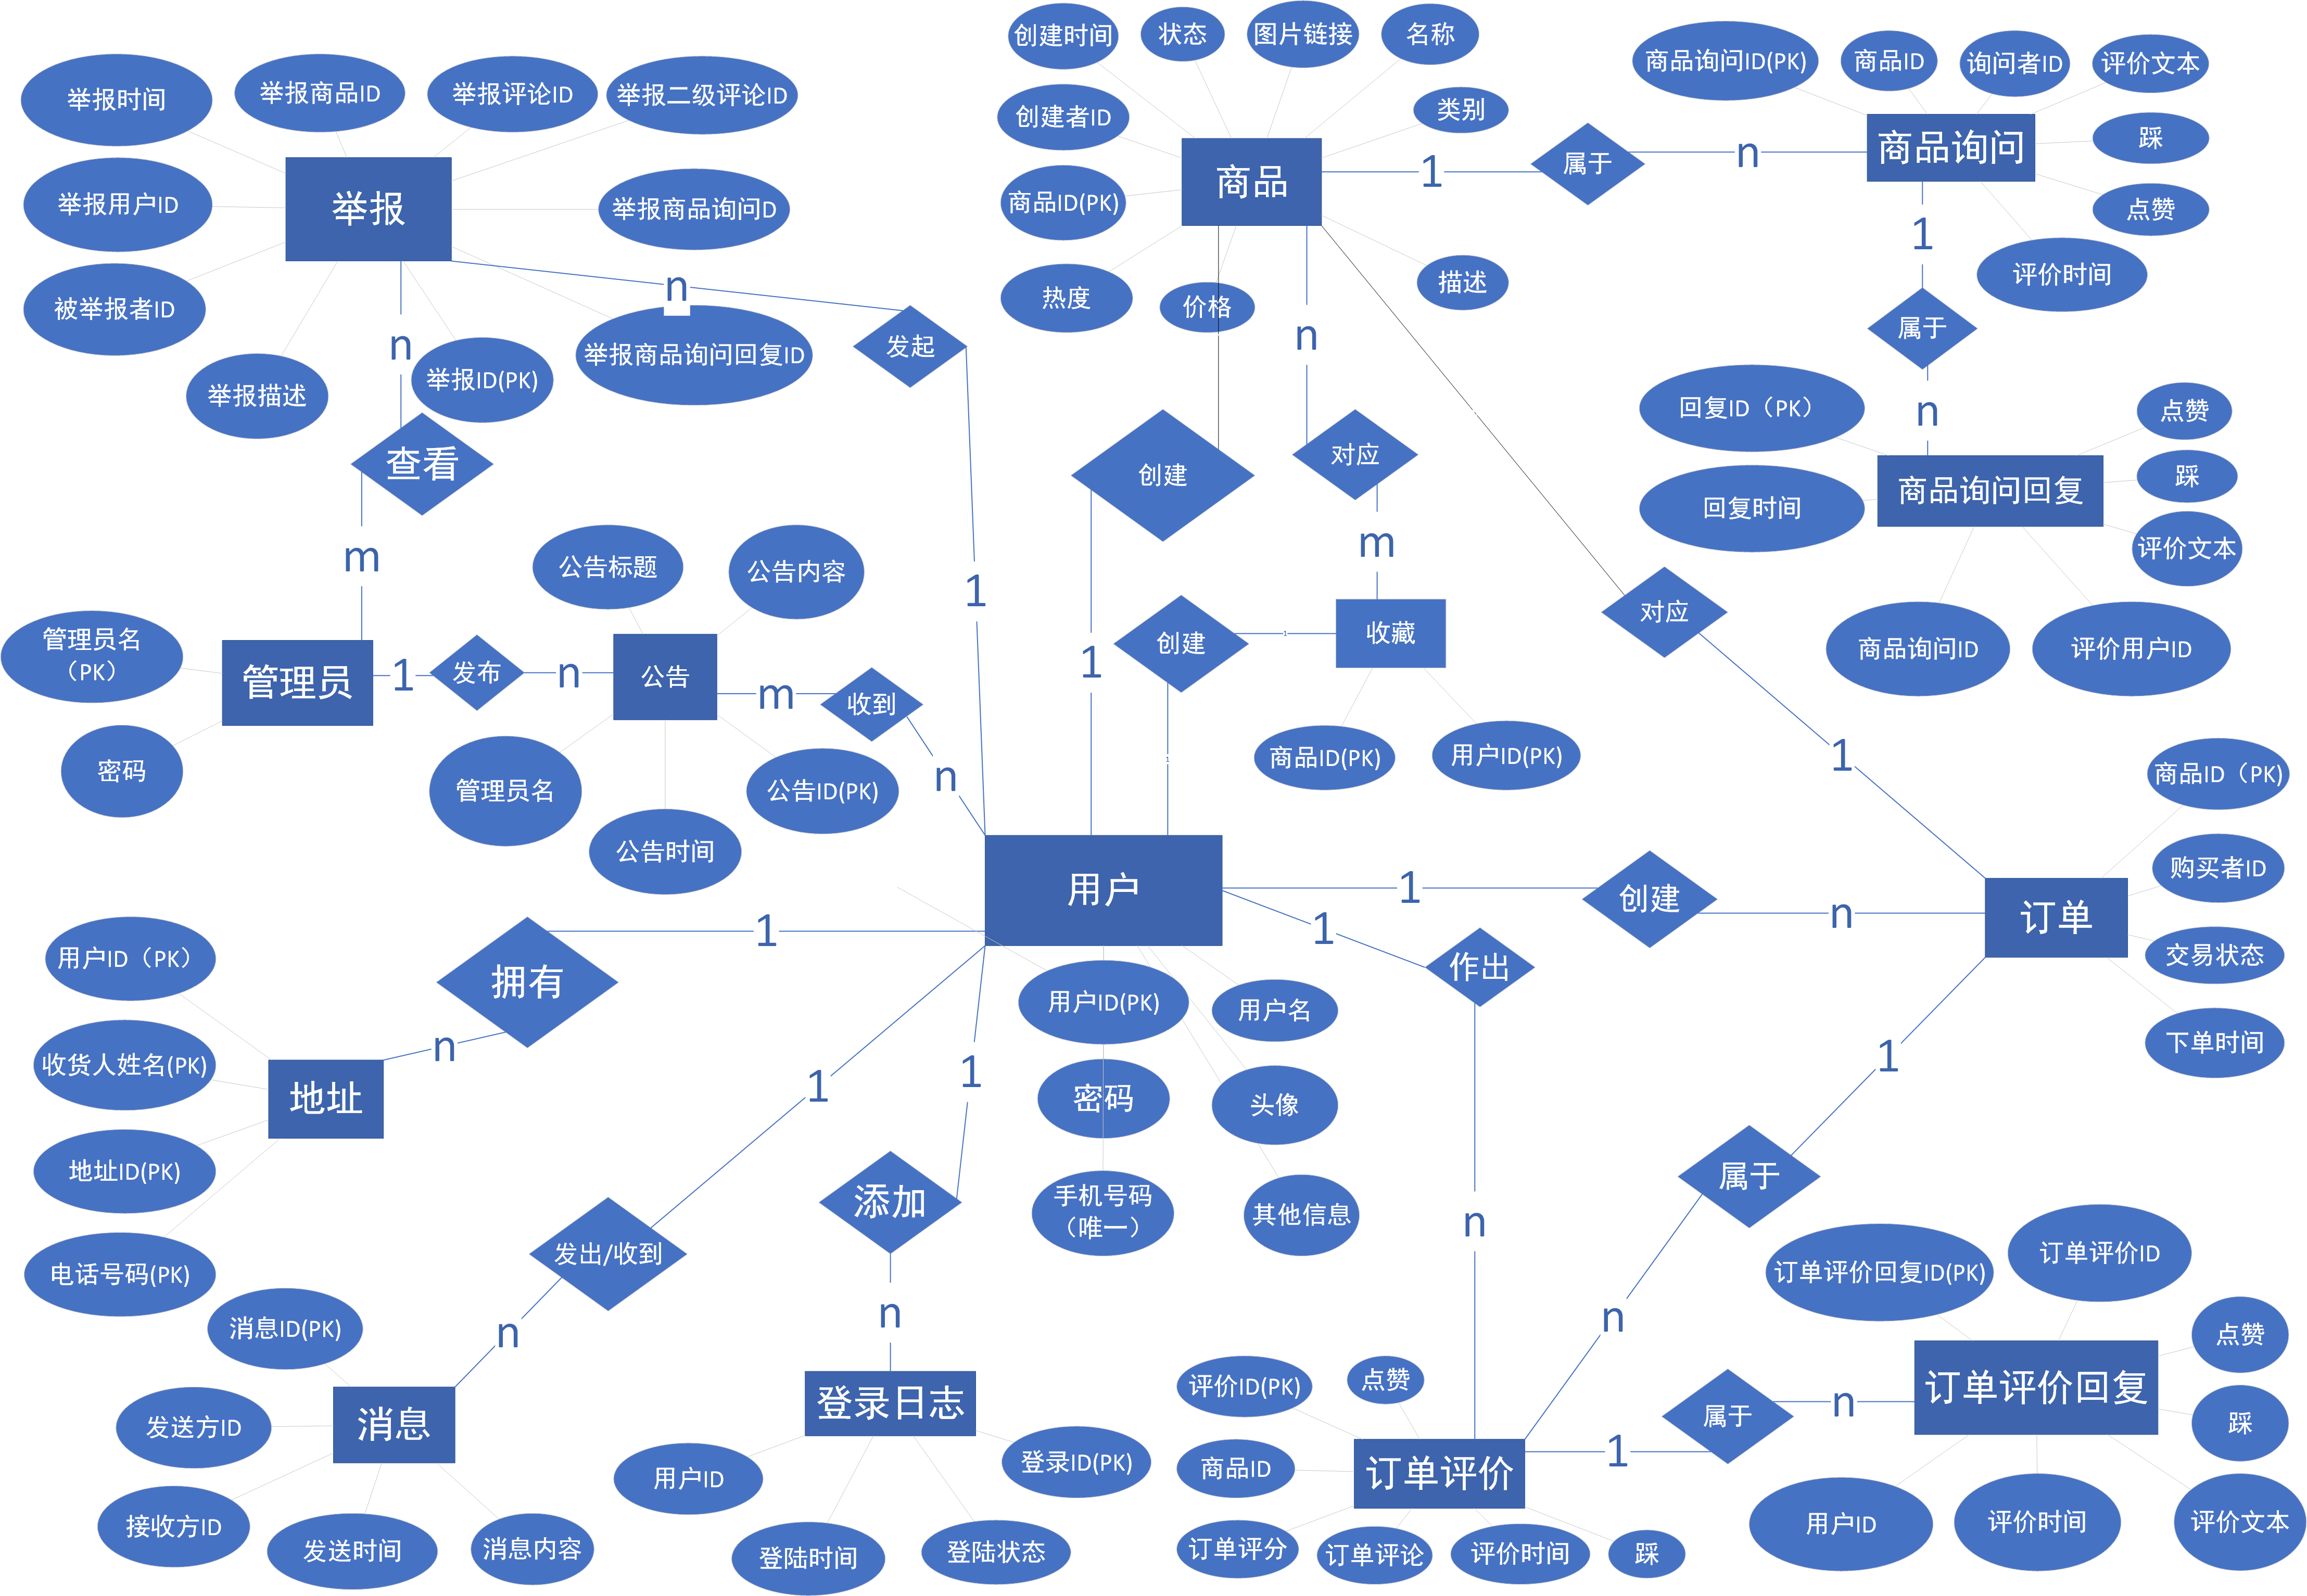 创建时间
状态
图片链接
名称
举报时间
举报商品ID
举报评论ID
举报二级评论ID
创建者ID
类别
商品询问ID(PK)
商品ID
询问者ID
评价文本
商品
1
属于
n
商品询问
踩
点赞
评价时间
举报
举报用户ID
举报商品询问D
被举报者ID
举报描述
举报ID(PK)
举报商品询问回复ID
n
n
发起
1
商品ID(PK)
热度
价格
描述
n
对应
m
创建
1
1
属于
n
回复ID（PK）
回复时间
商品询问回复
点赞
踩
评价文本
商品询问ID
评价用户ID
查看
m
管理员名
（PK）
密码
管理员
1
发布
n
公告
公告标题
公告内容
管理员名
公告时间
公告ID(PK)
m
收到
n
创建
1
1
收藏
商品ID(PK)
用户ID(PK)
对应
1
商品ID（PK)
购买者ID
交易状态
下单时间
订单
用户
1
创建
n
1
作出
n
用户ID(PK)
用户名
密码
头像
手机号码
（唯一）
其他信息
1
拥有
n
用户ID（PK）
收货人姓名(PK)
地址ID(PK)
电话号码(PK)
地址
1
发出/收到
n
消息ID(PK)
发送方ID
接收方ID
发送时间
消息内容
消息
1
添加
n
登录日志
用户ID
登陆时间
登陆状态
登录ID(PK)
1
属于
n
评价ID(PK)
点赞
商品ID
订单评分
订单评论
评价时间
踩
订单评价
1
属于
n
订单评价回复
订单评价回复ID(PK)
订单评价ID
点赞
踩
用户ID
评价时间
评价文本